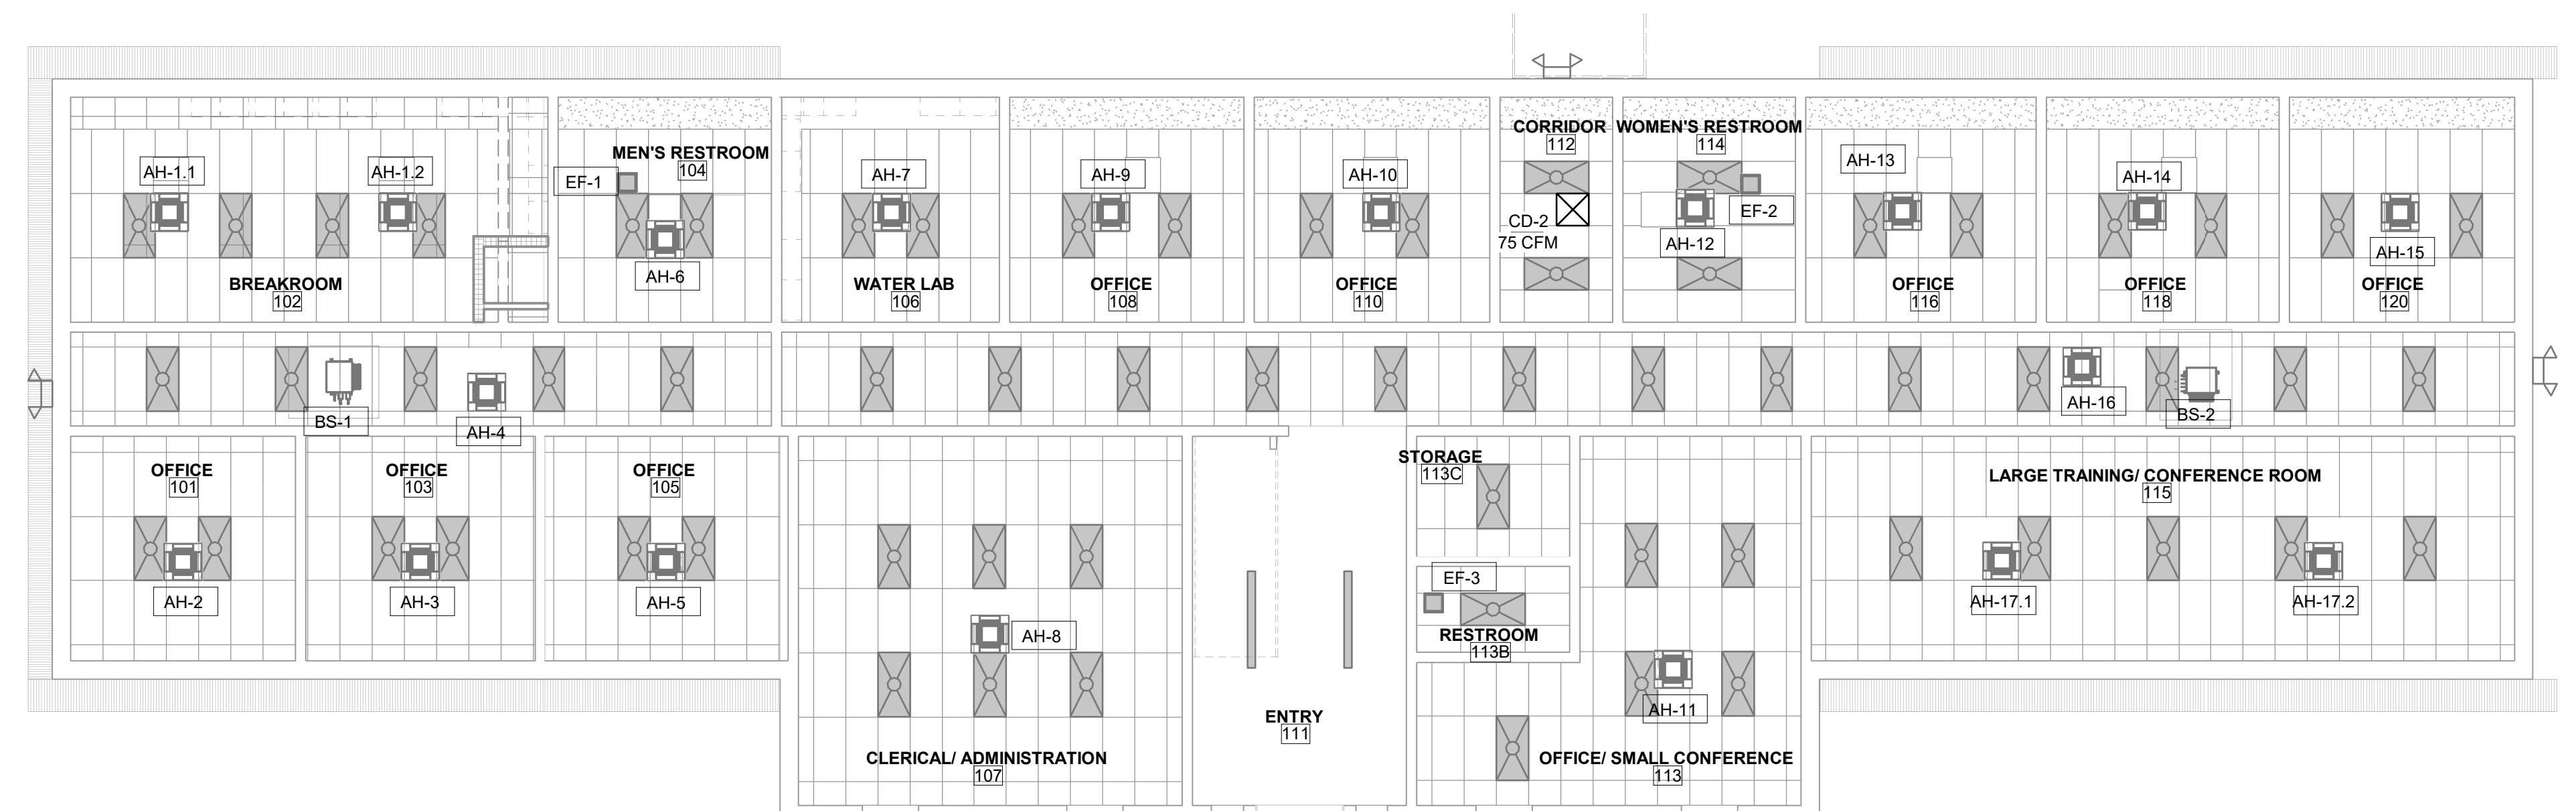 CORRIDOR
112
WOMEN'S RESTROOM
114
MEN'S RESTROOM
104
AH-1.1
AH-1.2
EF-1
AH-7
AH-9
AH-10
AH-13
AH-14
CD-2
75 CFM
EF-2
AH-12
AH-15
AH-6
BREAKROOM
102
WATER LAB
106
OFFICE
108
OFFICE
110
OFFICE
116
OFFICE
118
OFFICE
120
BS-1
AH-4
AH-16
BS-2
OFFICE
101
OFFICE
103
OFFICE
105
STORAGE
113C
LARGE TRAINING/ CONFERENCE ROOM
115
AH-2
AH-3
AH-5
AH-8
EF-3
RESTROOM
113B
AH-17.1
AH-17.2
AH-11
ENTRY
111
CLERICAL/ ADMINISTRATION
107
OFFICE/ SMALL CONFERENCE
113